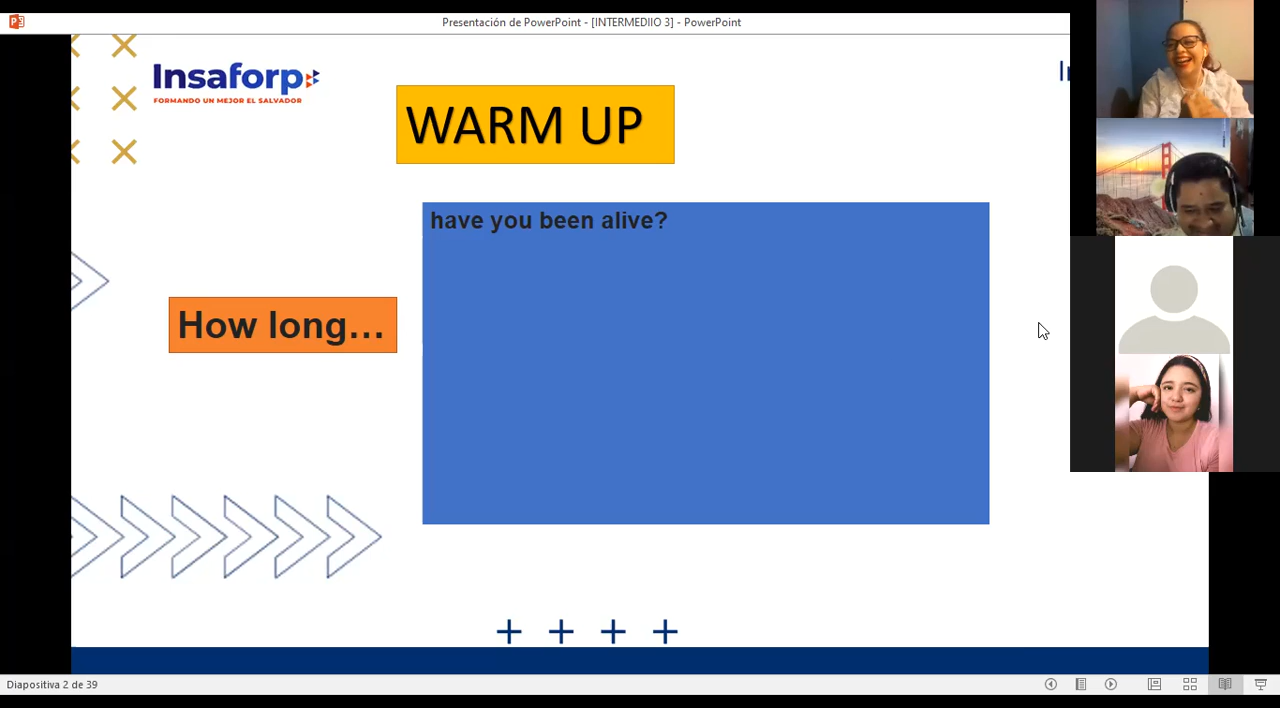 Presentación de PowerPoint - [INTERMEDIIO 3] - PowerPoint
Insaforp
FORMANDO UN MEJOR EL SALVADOR
WARM UP
have you been alive?
How long...
Diapositiva 2 de 39